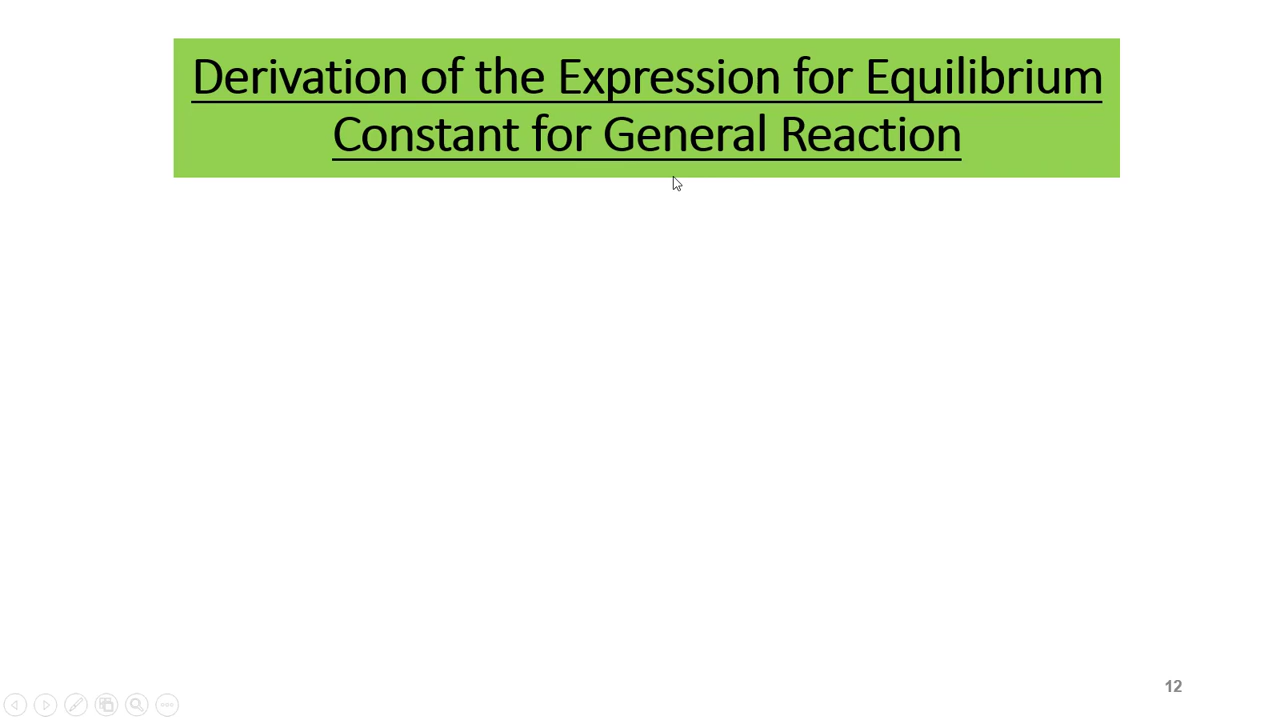 Derivation of the Expression for Equilibrium
Constant for General Reaction
12